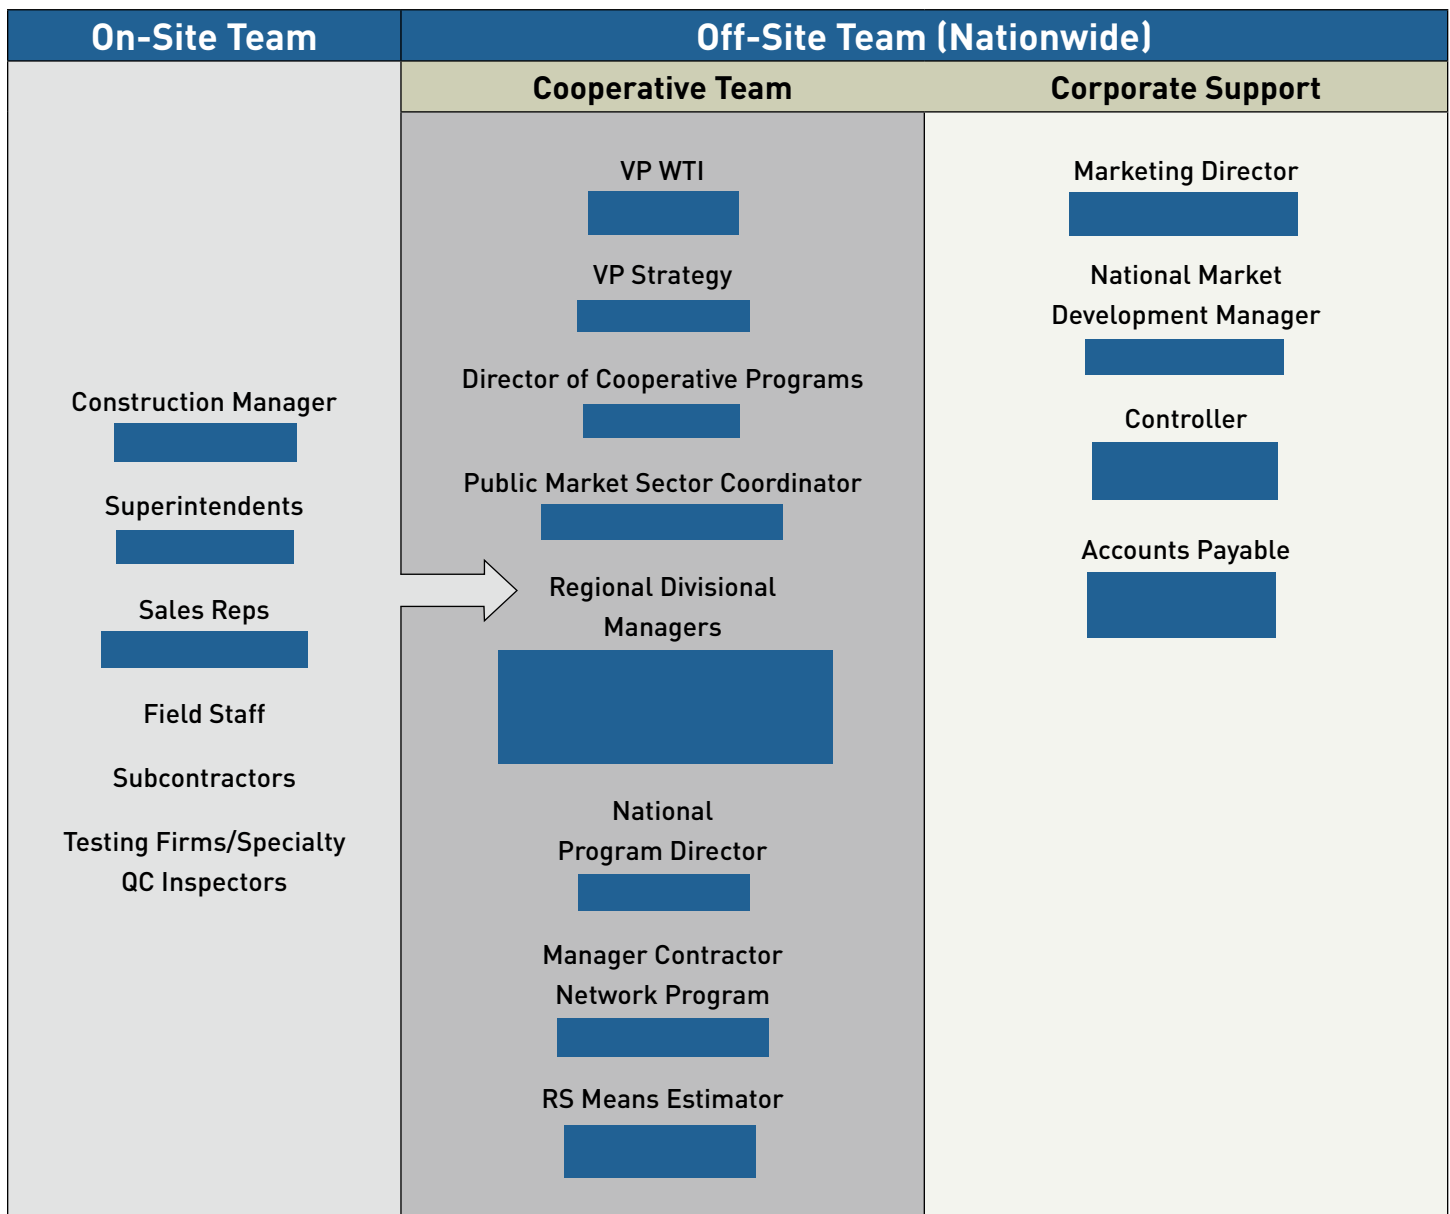 On-Site Team
Off-Site Team (Nationwide)
Cooperative Team
Corporate Support
Construction Manager
Superintendents
Sales Reps
Field Staff
Subcontractors
Testing Firms/Specialty
QC Inspectors
VP WTI
VP Strategy
Director of Cooperative Programs
Public Market Sector Coordinator
Regional Divisional
Managers
National
Program Director
Manager Contractor
Network Program
RS Means Estimator
Marketing Director
National Market
Development Manager
Controller
Accounts Payable